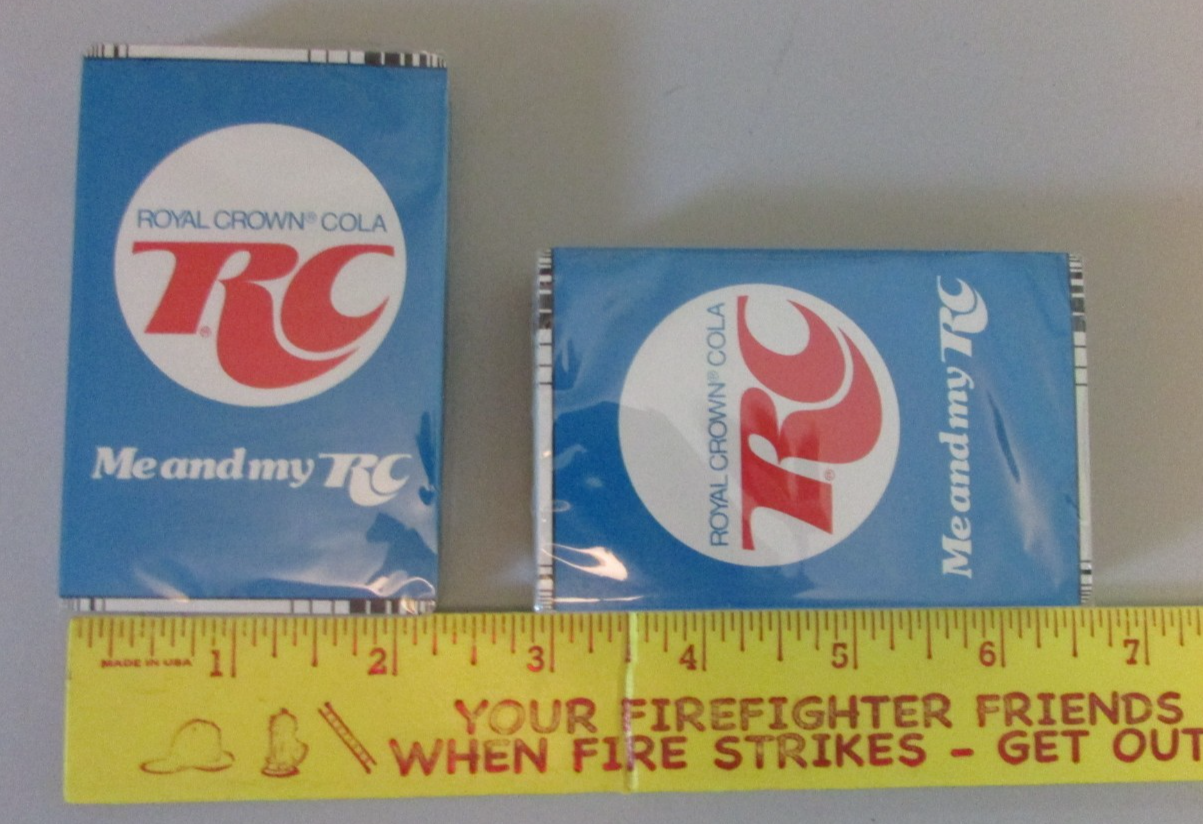 ROYAL CROWN® COLA
RC®
Me and my RC
ROYAL CROWN® COLA
RC®
Me and my RC
1 2 3 4 5 6 7
MADE IN USA
YOUR FIREFIGHTER FRIENDS
WHEN FIRE STRIKES - GET OUT